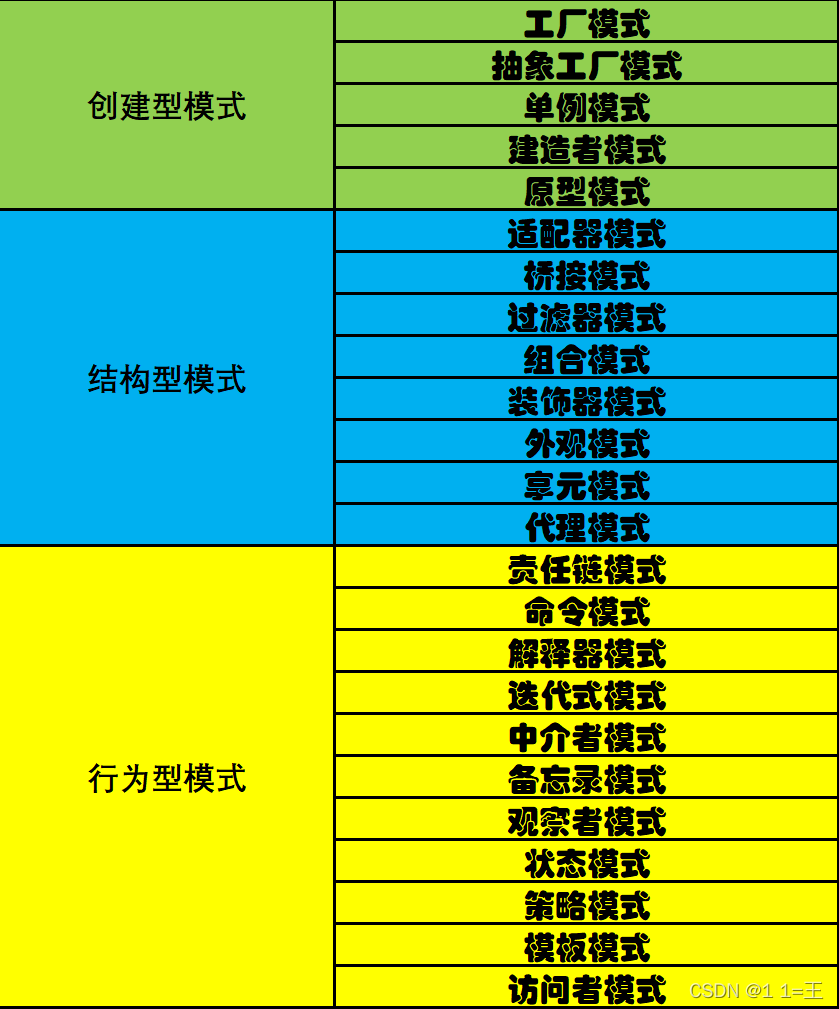 创建型模式
工厂模式
抽象工厂模式
单例模式
建造者模式
原型模式
结构型模式
适配器模式
桥接模式
过滤器模式
组合模式
装饰器模式
外观模式
享元模式
代理模式
行为型模式
责任链模式
命令模式
解释器模式
迭代式模式
中介者模式
备忘录模式
观察者模式
状态模式
策略模式
模板模式
访问者模式
CSDN @1 1=王